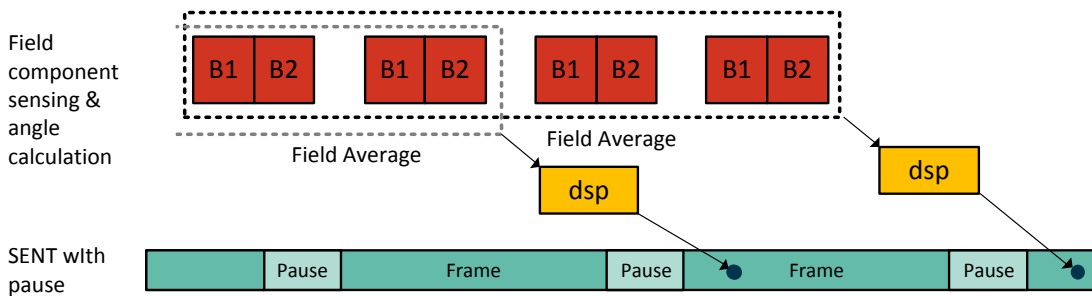 Field
component
sensing &
angle
calculation
B1 B2 B1 B2 B1 B2 B1 B2
Field Average
Field Average
dsp
dsp
SENT wIth
pause
Pause Frame Pause Frame Pause